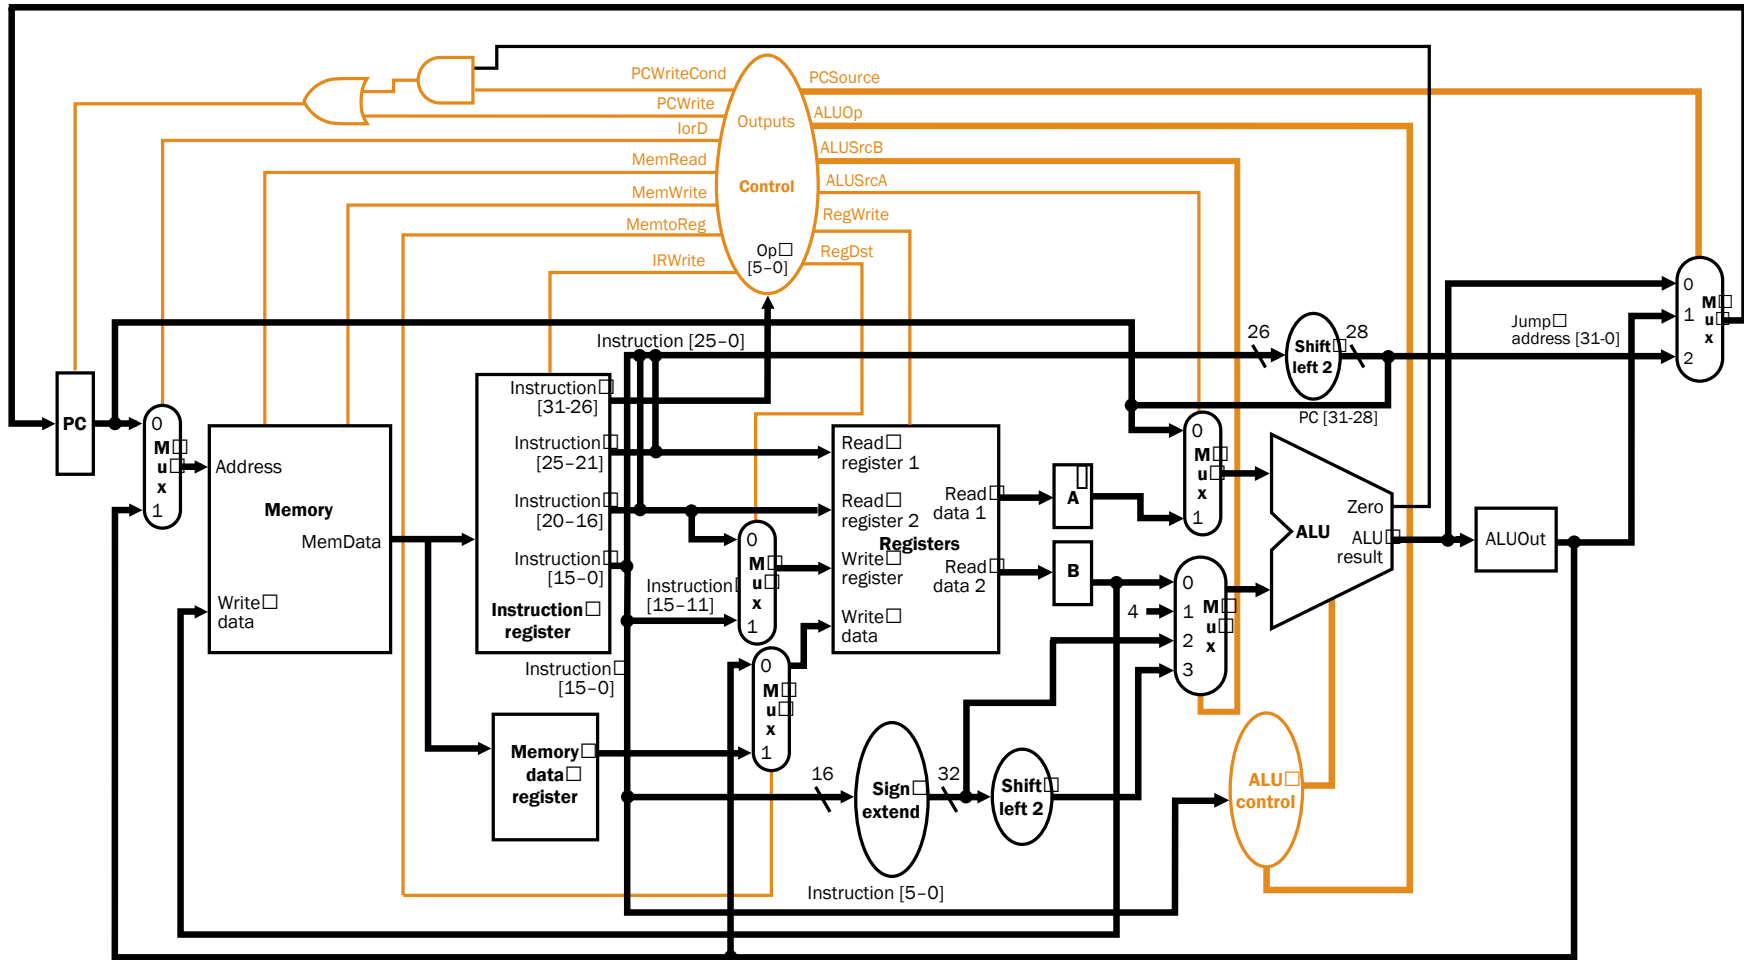 PCWriteCond
PCSource
PCWrite
ALUOp
Outputs
IorD
ALUSrcB
MemRead
ALUSrcA
Control
MemWrite
RegWrite
MemtoReg
RegDst
Op
[5–0]
IRWrite
Instruction [25–0]
26
28
Shift
left 2
Jump
address [31-0]
0
1
2
M
u
x
PC [31-28]
PC
0
M
u
x
1
Address
Memory
MemData
Write
data
Instruction
[31-26]
Instruction
[25–21]
Instruction
[20–16]
Instruction
[15–0]
Instruction
register
Instruction
[15–11]
Instruction
[15–0]
0
M
u
x
1
0
M
u
x
1
Read
register 1
Read
register 2
Registers
Write
register
Write
data
Read
data 1
Read
data 2
A
B
0
M
u
x
1
0
4
1
2
3
M
u
x
Zero
ALU
ALU
result
ALUOut
Memory
data
register
16
Sign
extend
32
Shift
left 2
ALU
control
Instruction [5–0]